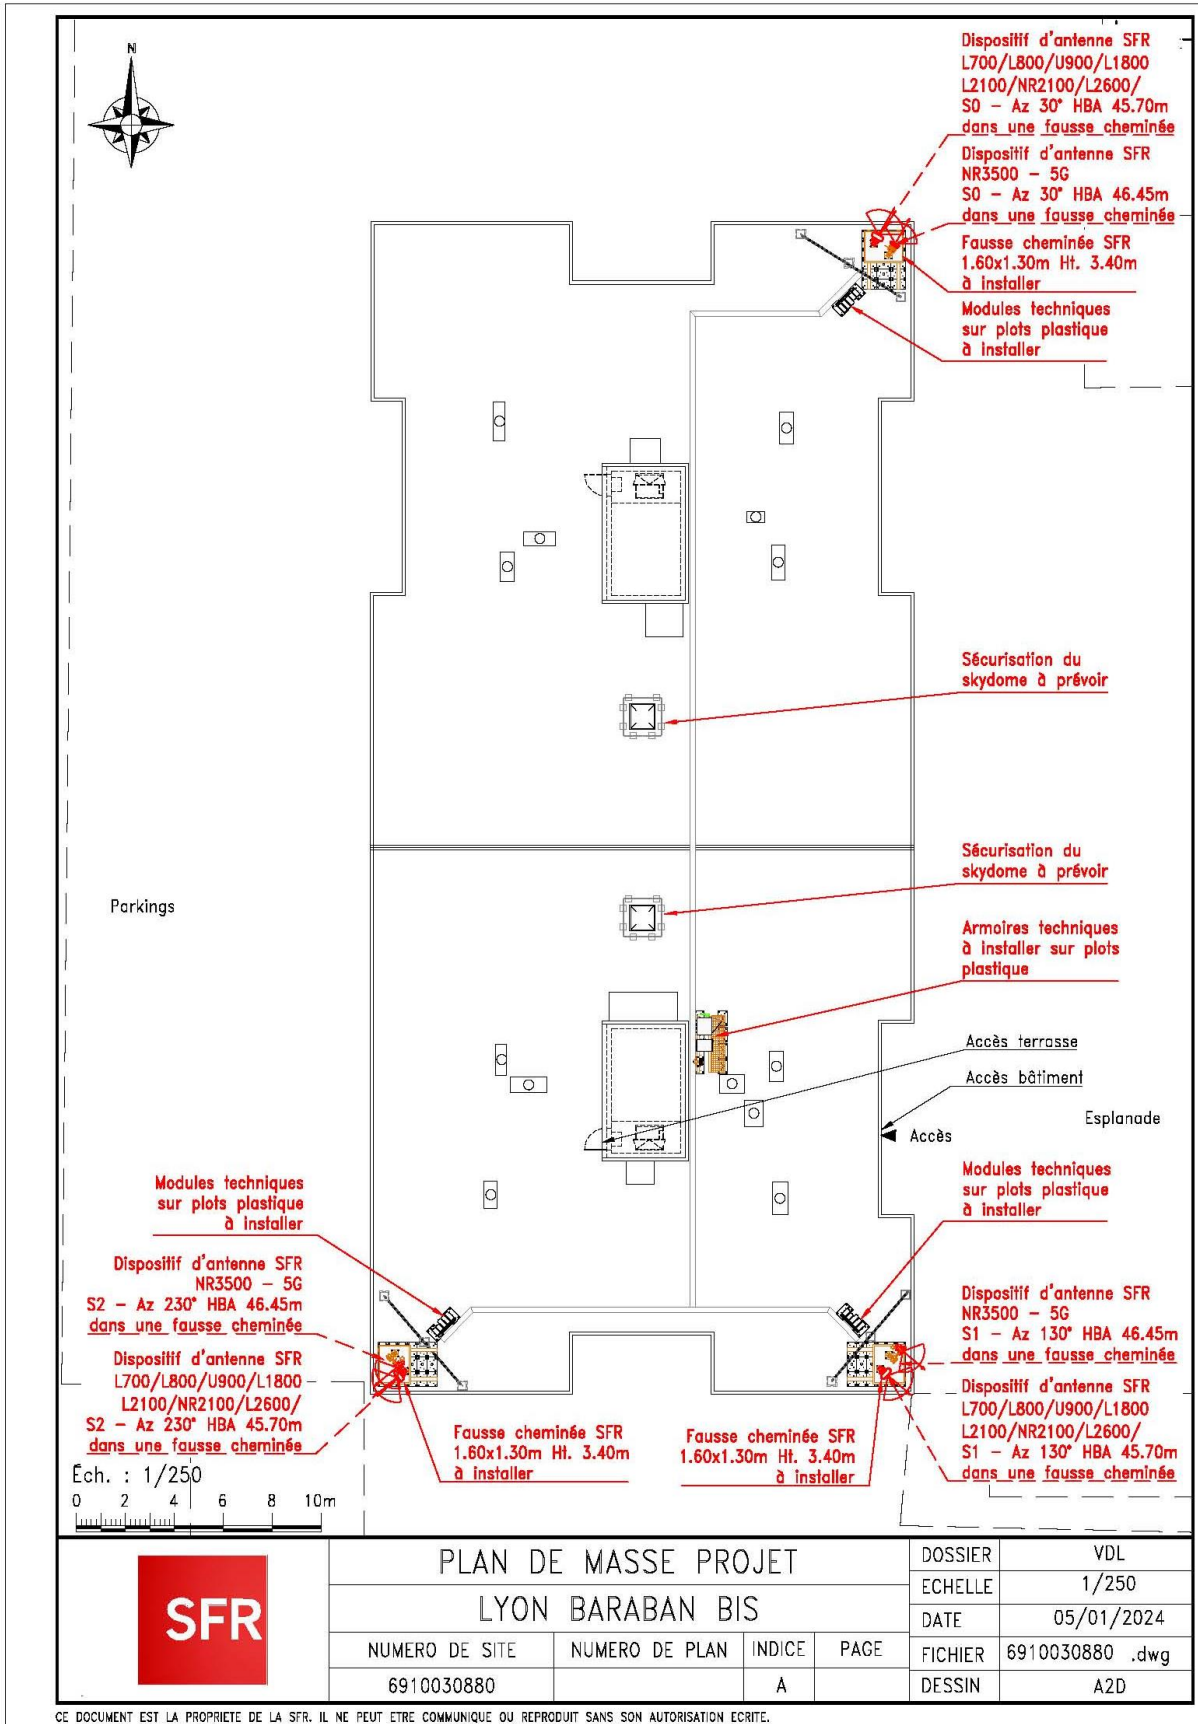 N
Dispositif d'antenne SFR
L700/L800/U900/L1800
L2100/NR2100/L2600/
S0 - Az 30° HBA 45.70m
dans une fausse cheminée
Dispositif d'antenne SFR
NR3500 - 5G
S0 - Az 30° HBA 46.45m
dans une fausse cheminée
Fausse cheminée SFR
1.60x1.30m Ht. 3.40m
à installer
Modules techniques
sur plots plastique
à installer
Sécurisation du
skydome à prévoir
Sécurisation du
skydome à prévoir
Parkings
Armoires techniques
à installer sur plots
plastique
Accès terrasse
Accès bâtiment
Esplanade
Accès
Modules techniques
sur plots plastique
à installer
Modules techniques
sur plots plastique
à installer
Dispositif d'antenne SFR
NR3500 - 5G
S2 - Az 230° HBA 46.45m
dans une fausse cheminée
Dispositif d'antenne SFR
L700/L800/U900/L1800
L2100/NR2100/L2600/
S2 - Az 230° HBA 45.70m
dans une fausse cheminée
Dispositif d'antenne SFR
NR3500 - 5G
S1 - Az 130° HBA 46.45m
dans une fausse cheminée
Dispositif d'antenne SFR
L700/L800/U900/L1800
L2100/NR2100/L2600/
S1 - Az 130° HBA 45.70m
dans une fausse cheminée
Fausse cheminée SFR
1.60x1.30m Ht. 3.40m
à installer
Fausse cheminée SFR
1.60x1.30m Ht. 3.40m
à installer
Éch. : 1/250
0 2 4 6 8 10m
SFR
PLAN DE MASSE PROJET
LYON BARABAN BIS
NUMERO DE SITE NUMERO DE PLAN INDICE PAGE
6910030880 A
DOSSIER VDL
ECHELLE 1/250
DATE 05/01/2024
FICHIER 6910030880 .dwg
DESSIN A2D
CE DOCUMENT EST LA PROPRIETE DE LA SFR. IL NE PEUT ETRE COMMUNIQUE OU REPRODUIT SANS SON AUTORISATION ECRITE.